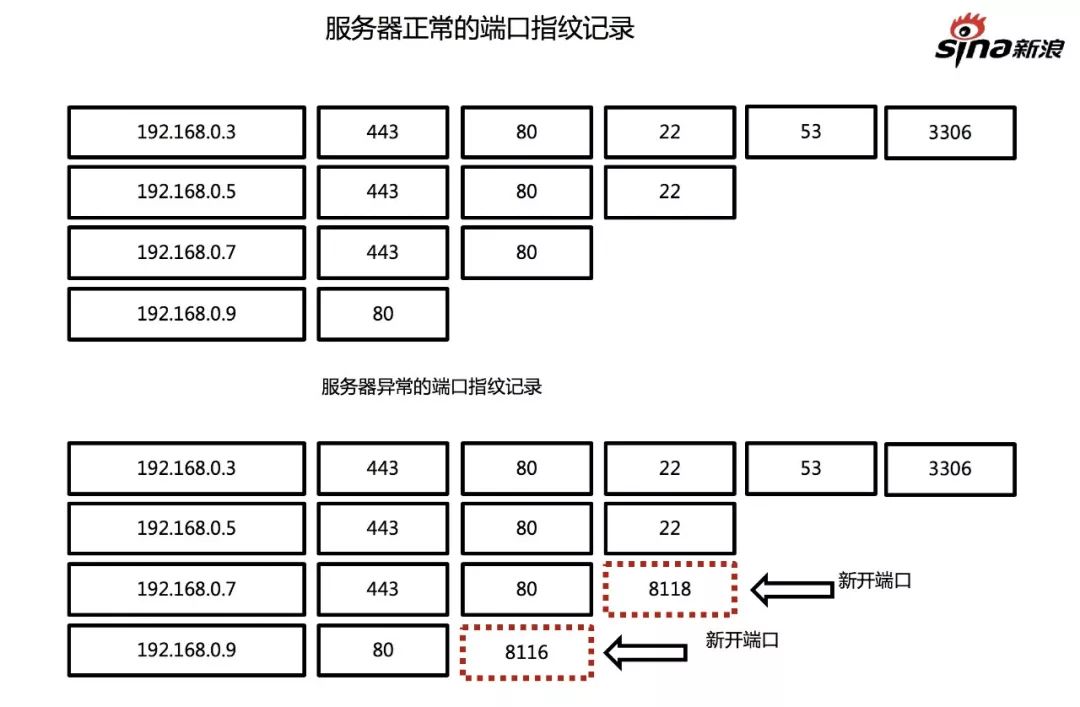 服务器正常的端口指纹记录
sina新浪
192.168.0.3 443 80 22 53 3306
192.168.0.5 443 80 22
192.168.0.7 443 80
192.168.0.9 80
服务器异常的端口指纹记录
192.168.0.3 443 80 22 53 3306
192.168.0.5 443 80 22
192.168.0.7 443 80 8118 新开端口
192.168.0.9 80 8116 新开端口